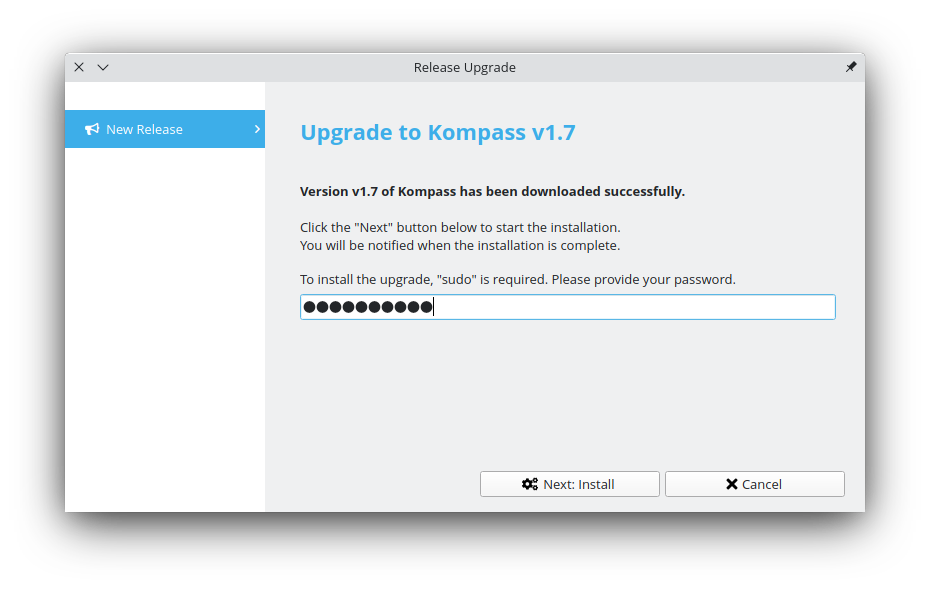 Release Upgrade
New Release
Upgrade to Kompass v1.7
Version v1.7 of Kompass has been downloaded successfully.
Click the "Next" button below to start the installation.
You will be notified when the installation is complete.
To install the upgrade, "sudo" is required. Please provide your password.
●●●●●●●●●●
Next: Install
Cancel